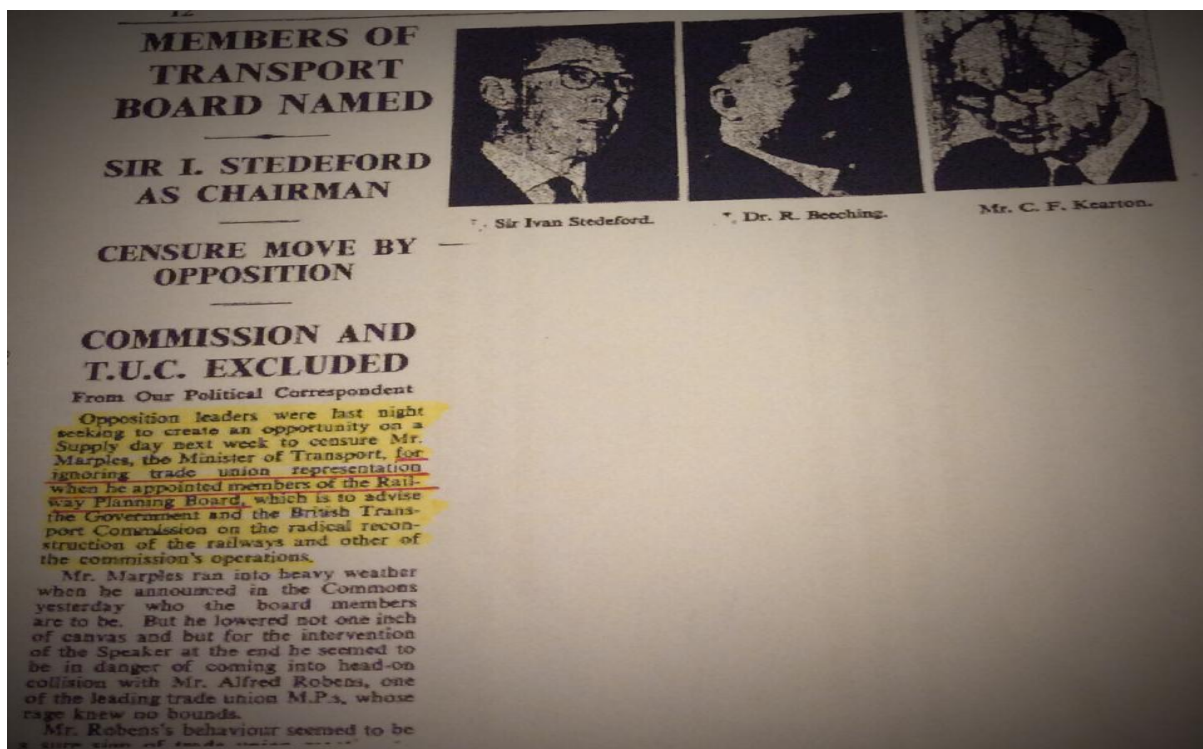 12
MEMBERS OF
TRANSPORT
BOARD NAMED
SIR I. STEDEFORD
AS CHAIRMAN
CENSURE MOVE BY
OPPOSITION
COMMISSION AND
T.U.C. EXCLUDED
From Our Political Correspondent
Opposition leaders were last night
seeking to create an opportunity on a
Supply day next week to censure Mr.
Marples, the Minister of Transport, for
ignoring trade union representation
when he appointed members of the Rail-
way Planning Board, which is to advise
the Government and the British Trans-
port Commission on the radical recon-
struction of the railways and other of
the commission's operations.
Mr. Marples ran into heavy weather
when he announced in the Commons
yesterday who the board members
are to be. But he lowered not one inch
of canvas and but for the intervention
of the Speaker at the end he seemed to
be in danger of coming into head-on
collision with Mr. Alfred Robens, one
of the leading trade union M.P.s, whose
rage knew no bounds.
Mr. Robens's behaviour seemed to be
a sure sign of trade union
Sir Ivan Stedeford.
Dr. R. Beeching.
Mr. C. F. Kearton.